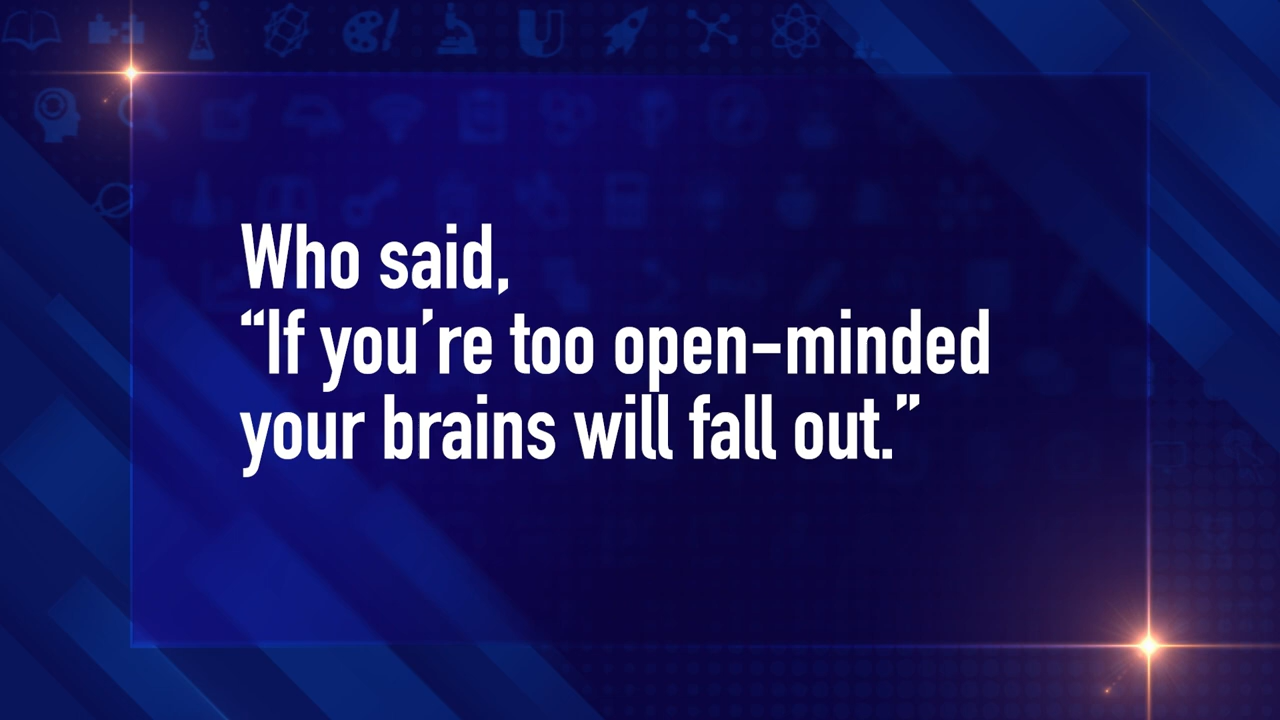 Who said,
“If you’re too open-minded
your brains will fall out.”